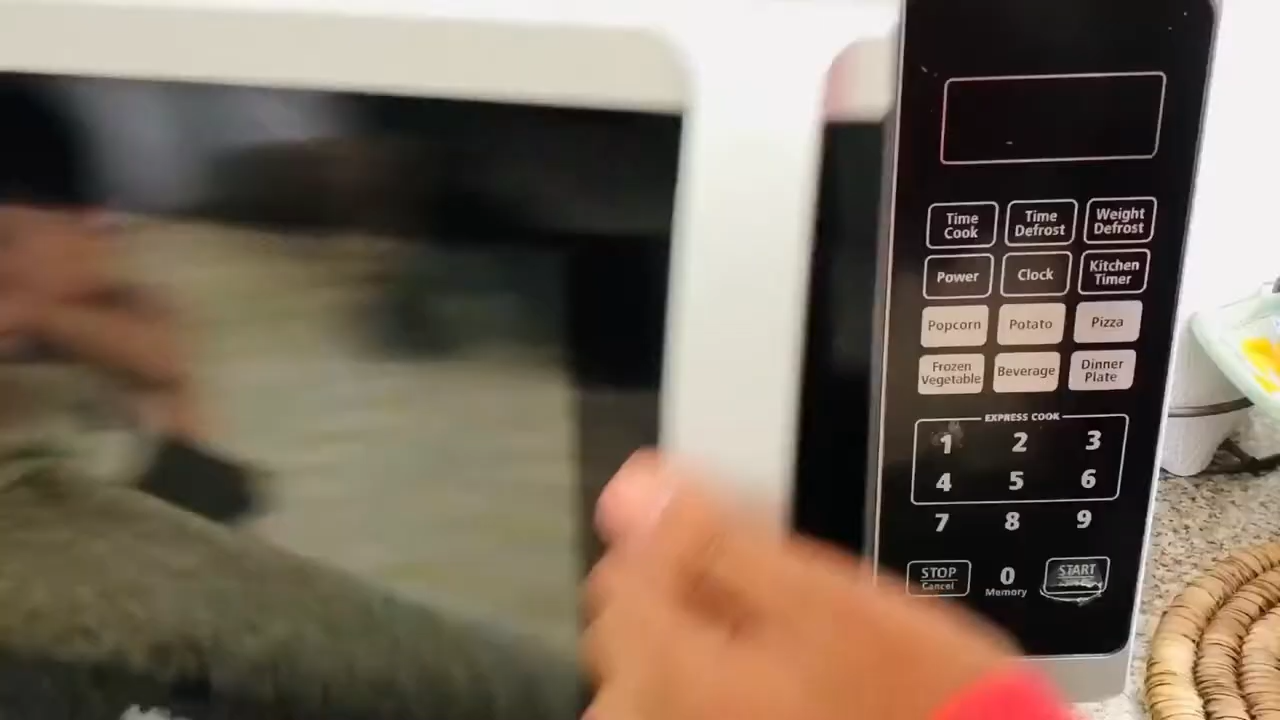 Time Cook
Time Defrost
Weight Defrost
Power
Clock
Kitchen Timer
Popcorn
Potato
Pizza
Frozen Vegetable
Beverage
Dinner Plate
EXPRESS COOK
1 2 3
4 5 6
7 8 9
STOP Cancel
0 Memory
START